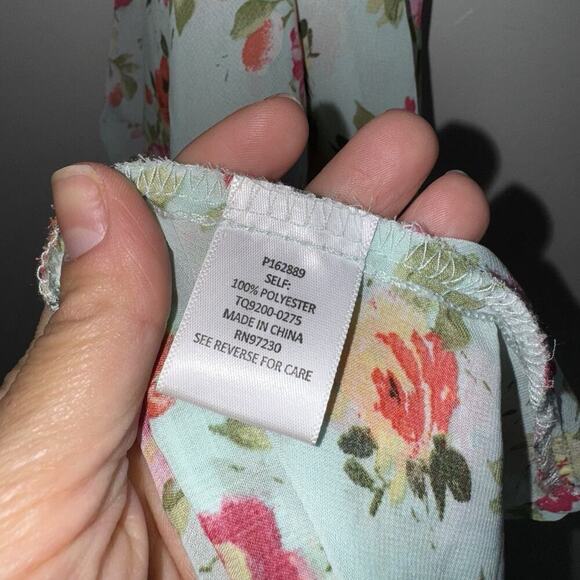 P162889
SELF:
100% POLYESTER
TQ9200-0275
MADE IN CHINA
RN97230
SEE REVERSE FOR CARE